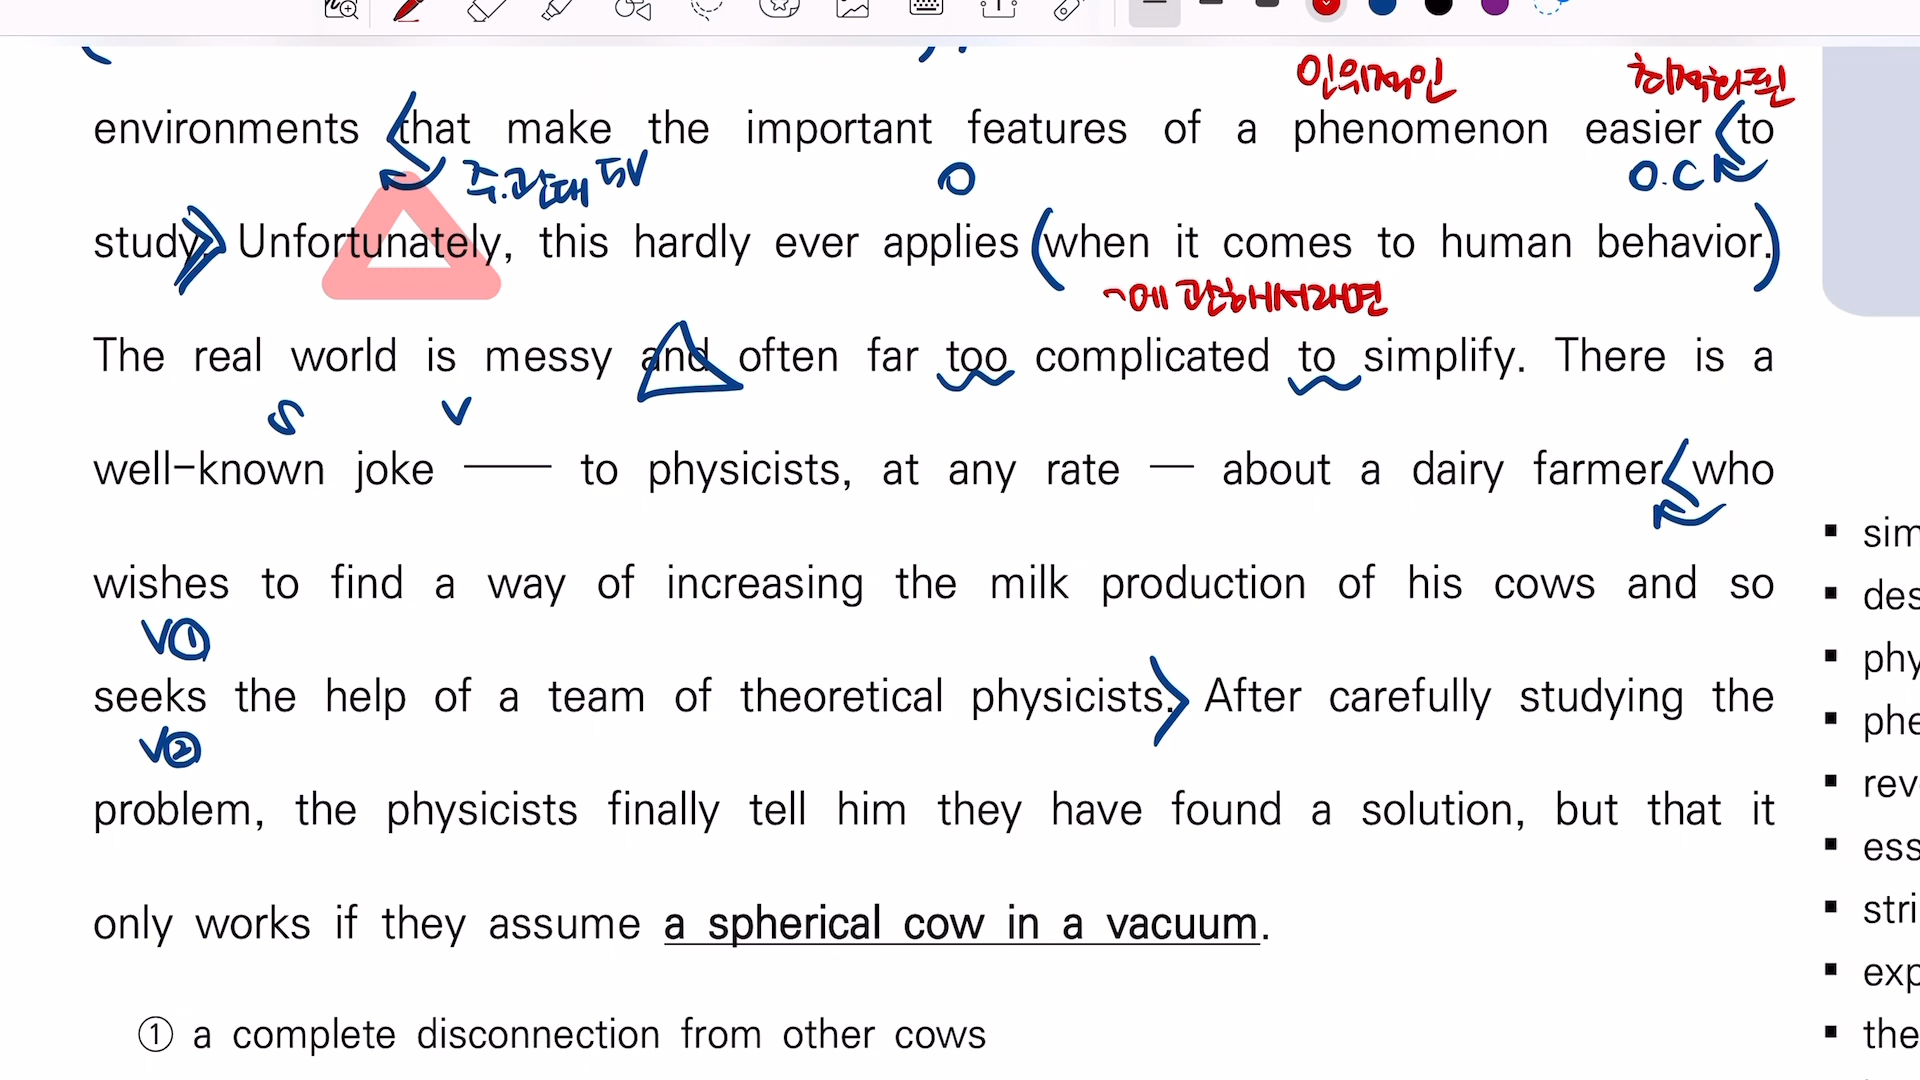 인위적인 최적화된
environments that make the important features of a phenomenon easier to
주.관대 5V O O.C
study. Unfortunately, this hardly ever applies (when it comes to human behavior.)
~에 관해서라면
The real world is messy and often far too complicated to simplify. There is a
S V
well-known joke —— to physicists, at any rate — about a dairy farmer who
wishes to find a way of increasing the milk production of his cows and so
V①
seeks the help of a team of theoretical physicists. After carefully studying the
V②
problem, the physicists finally tell him they have found a solution, but that it
only works if they assume a spherical cow in a vacuum.
① a complete disconnection from other cows
▪ sim
▪ des
▪ phy
▪ phe
▪ rev
▪ ess
▪ stri
▪ exp
▪ the